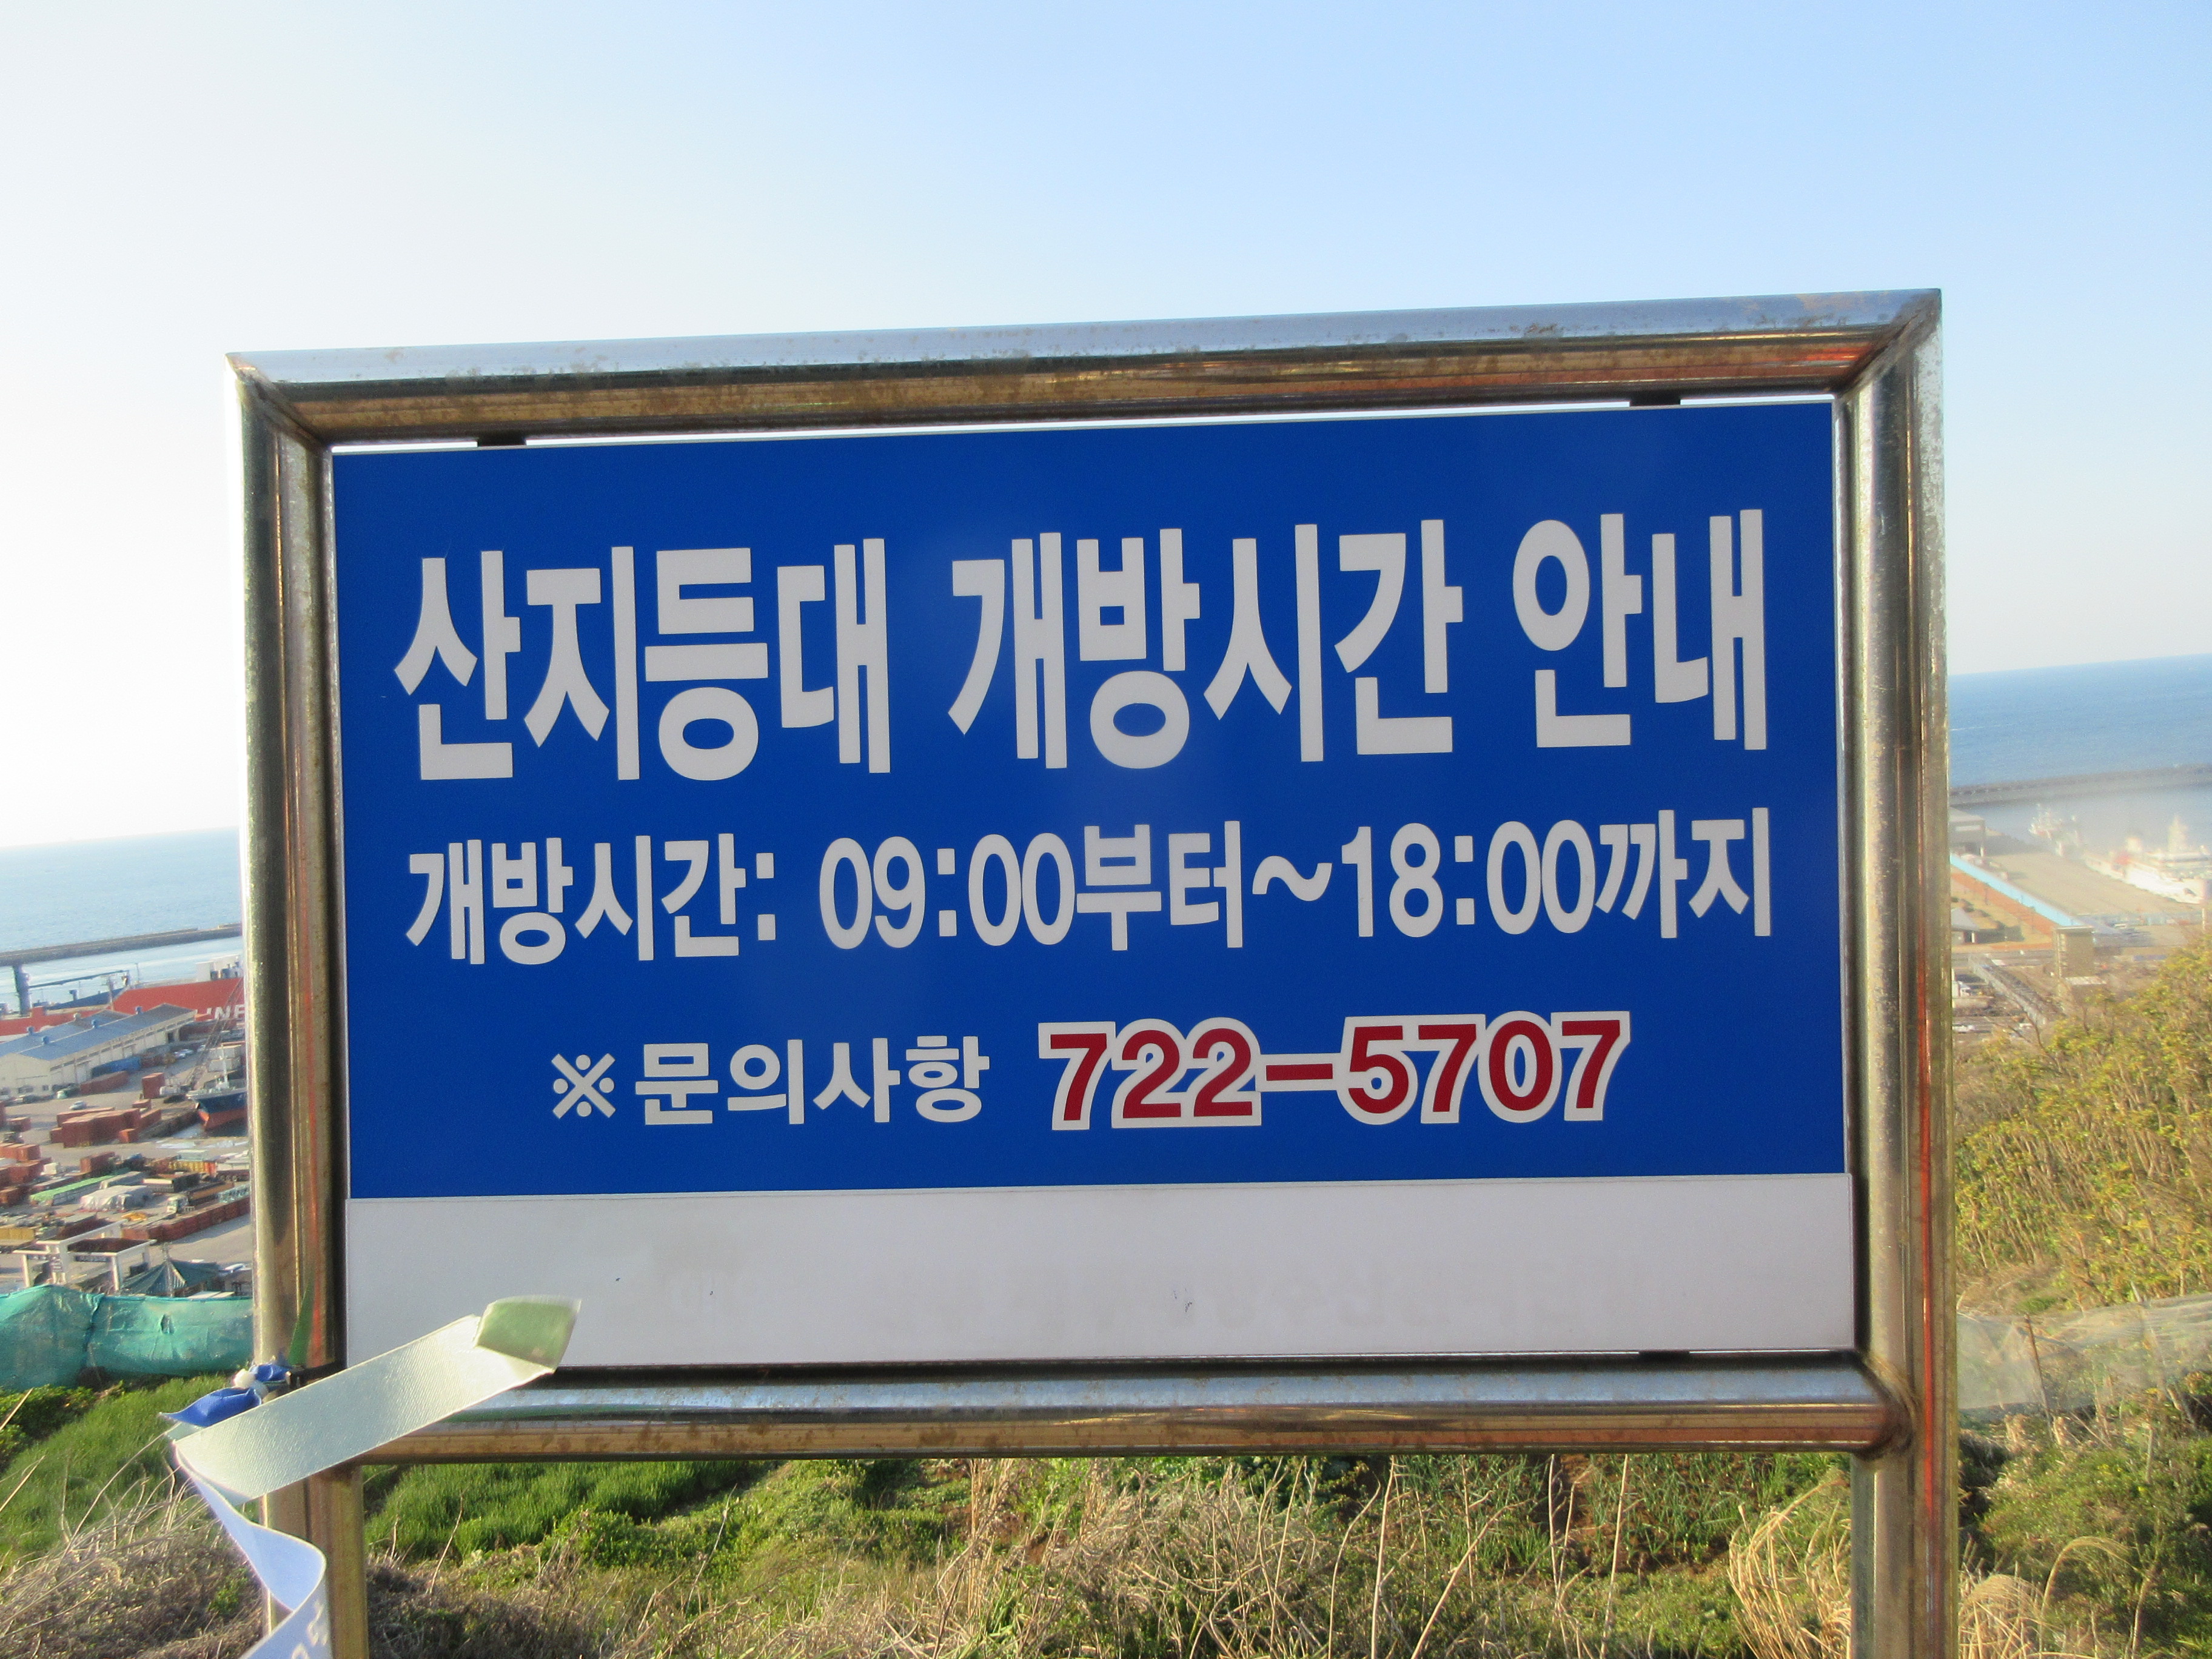 산지등대 개방시간 안내
개방시간: 09:00부터~18:00까지
※문의사항 722-5707